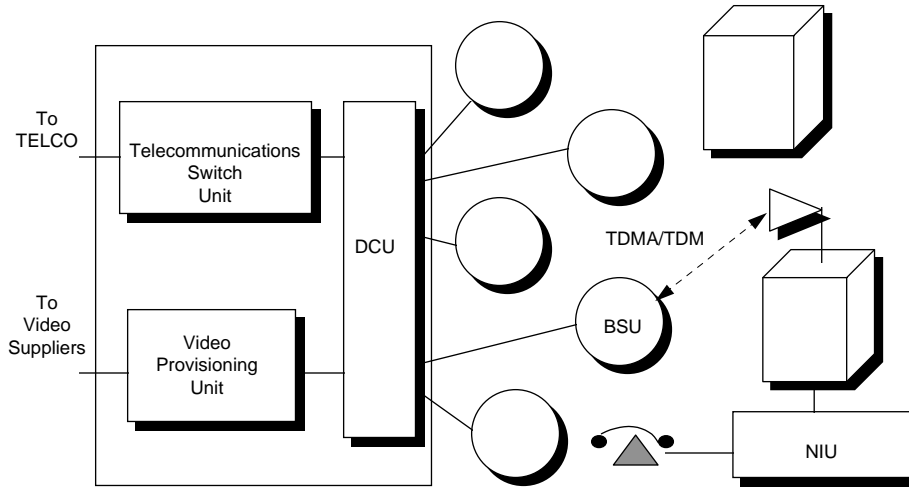 To
TELCO
Telecommunications
Switch
Unit
DCU
TDMA/TDM
To
Video
Suppliers
Video
Provisioning
Unit
BSU
NIU